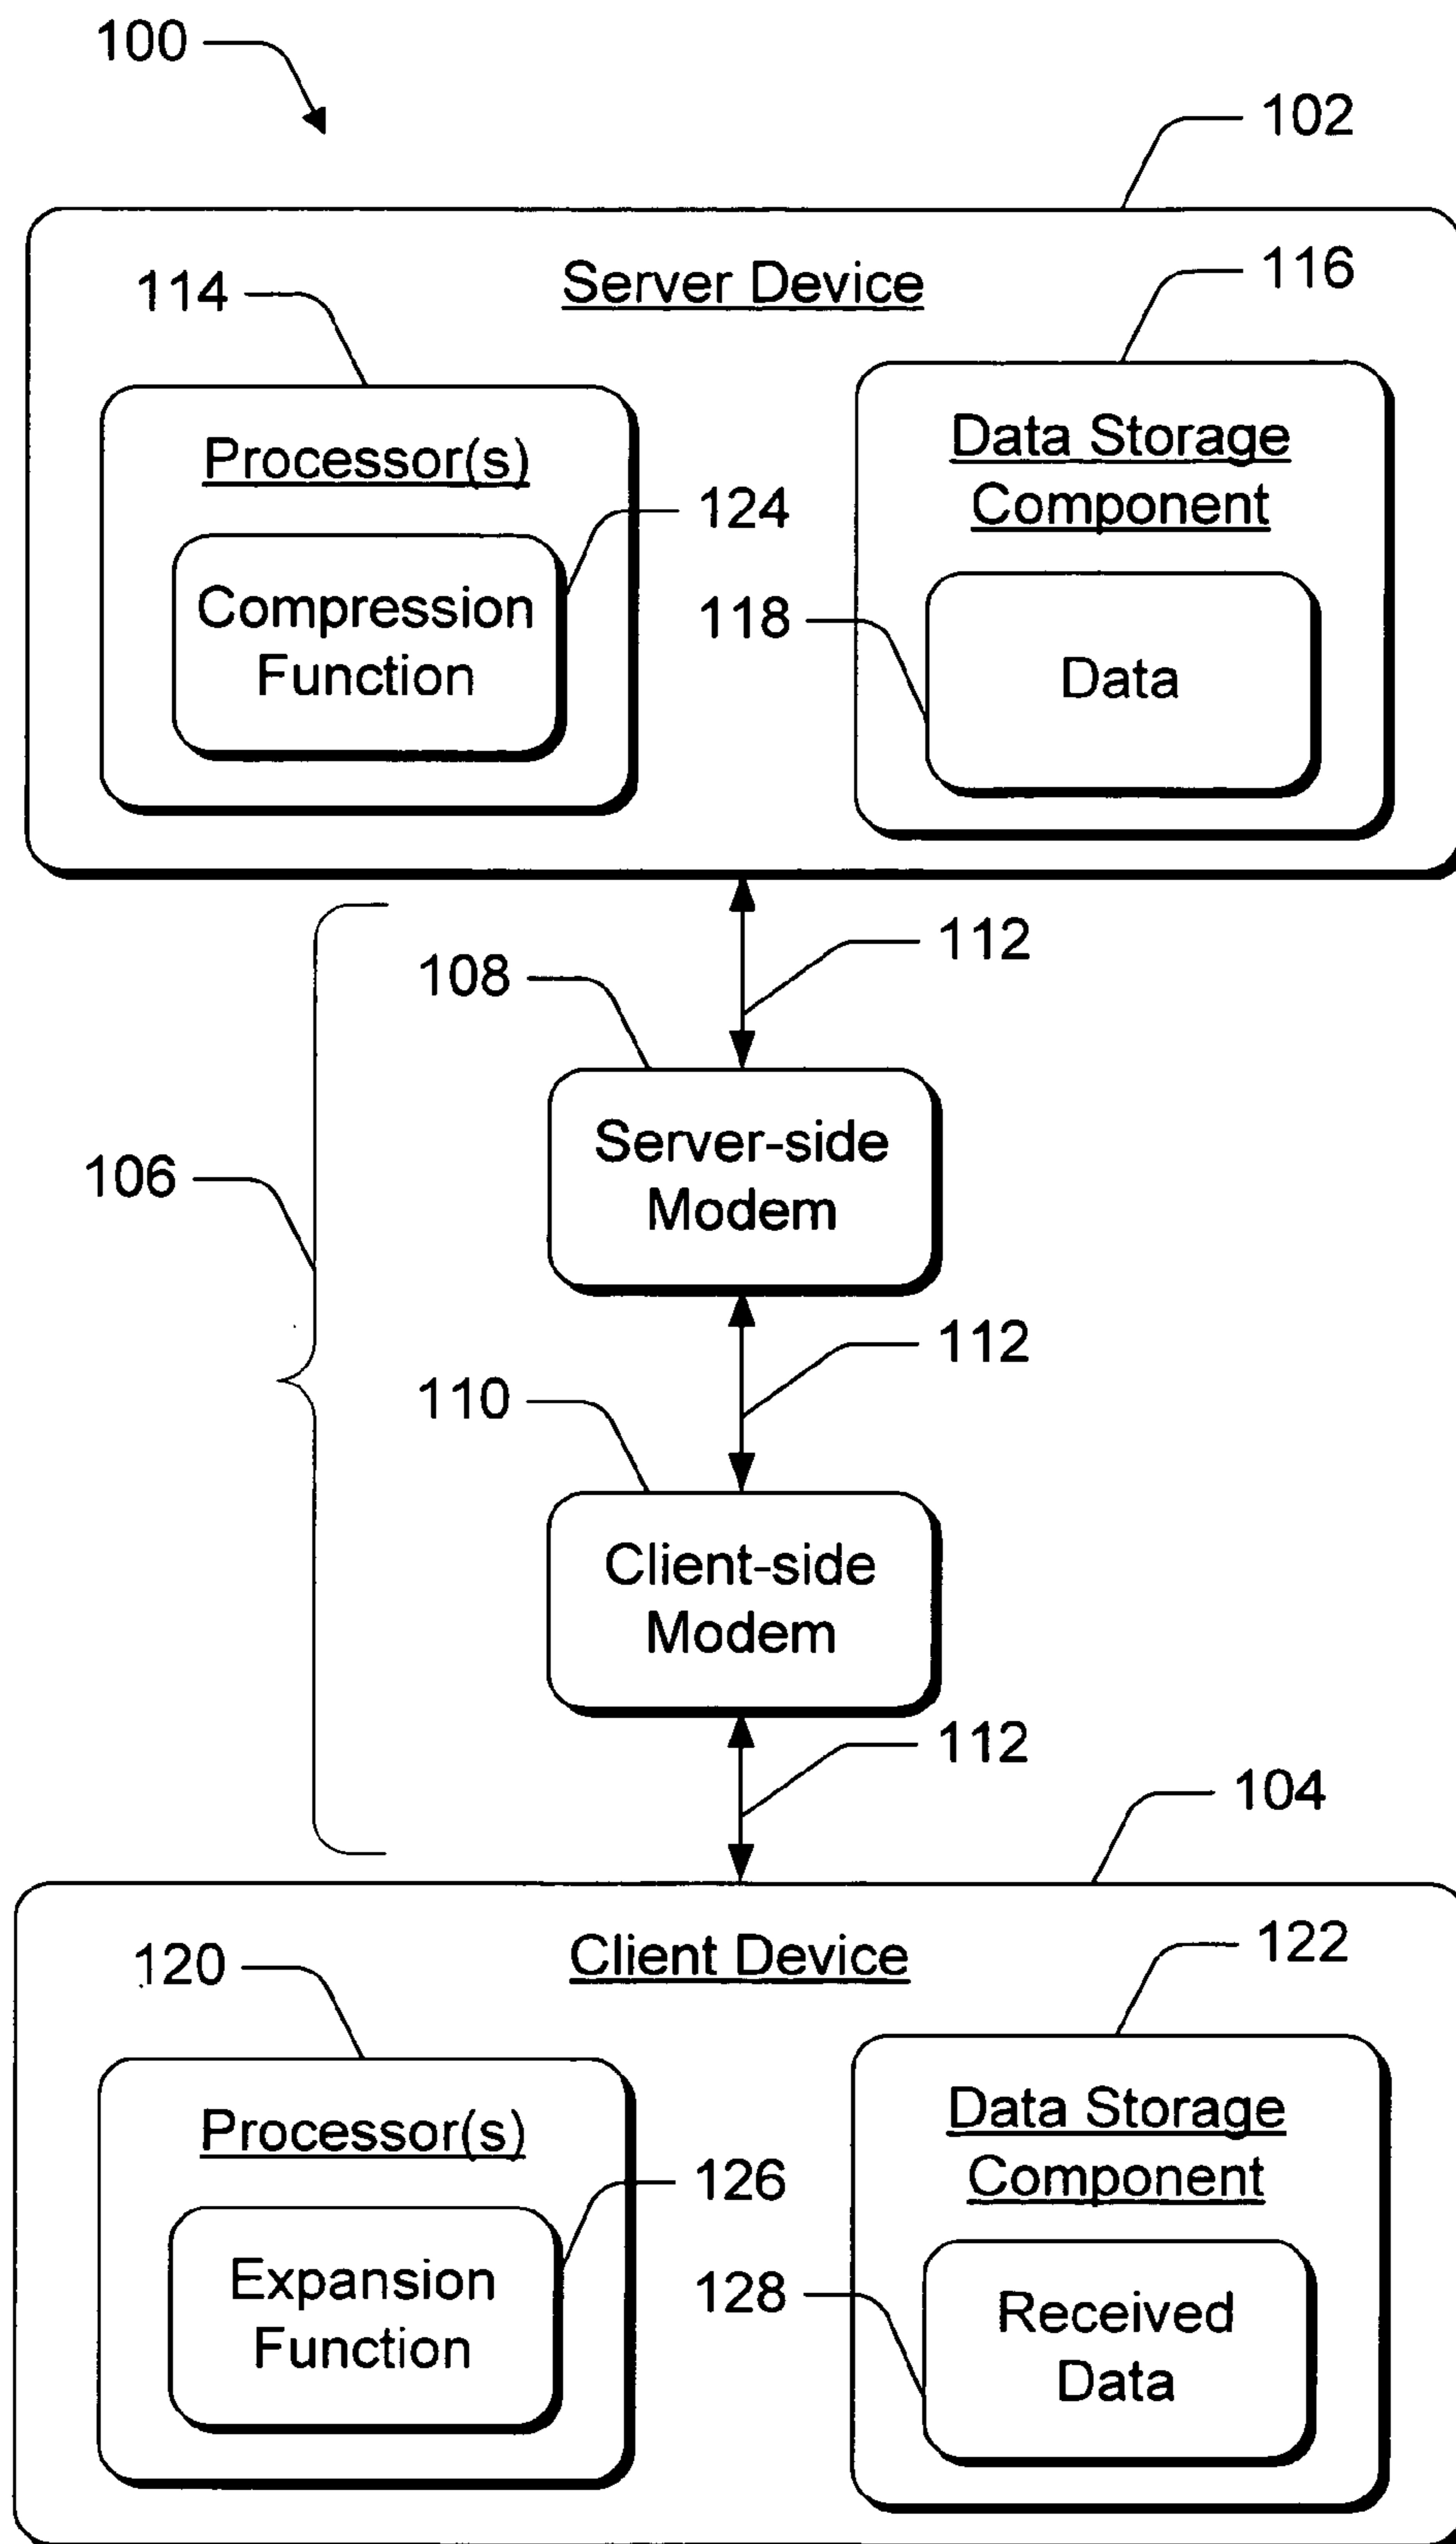 100
102
Server Device
114
116
Processor(s)
Data Storage
Component
124
Compression
Function
118
Data
112
108
Server-side
Modem
106
112
110
Client-side
Modem
112
104
Client Device
120
122
Processor(s)
Data Storage
Component
126
Expansion
Function
128
Received
Data